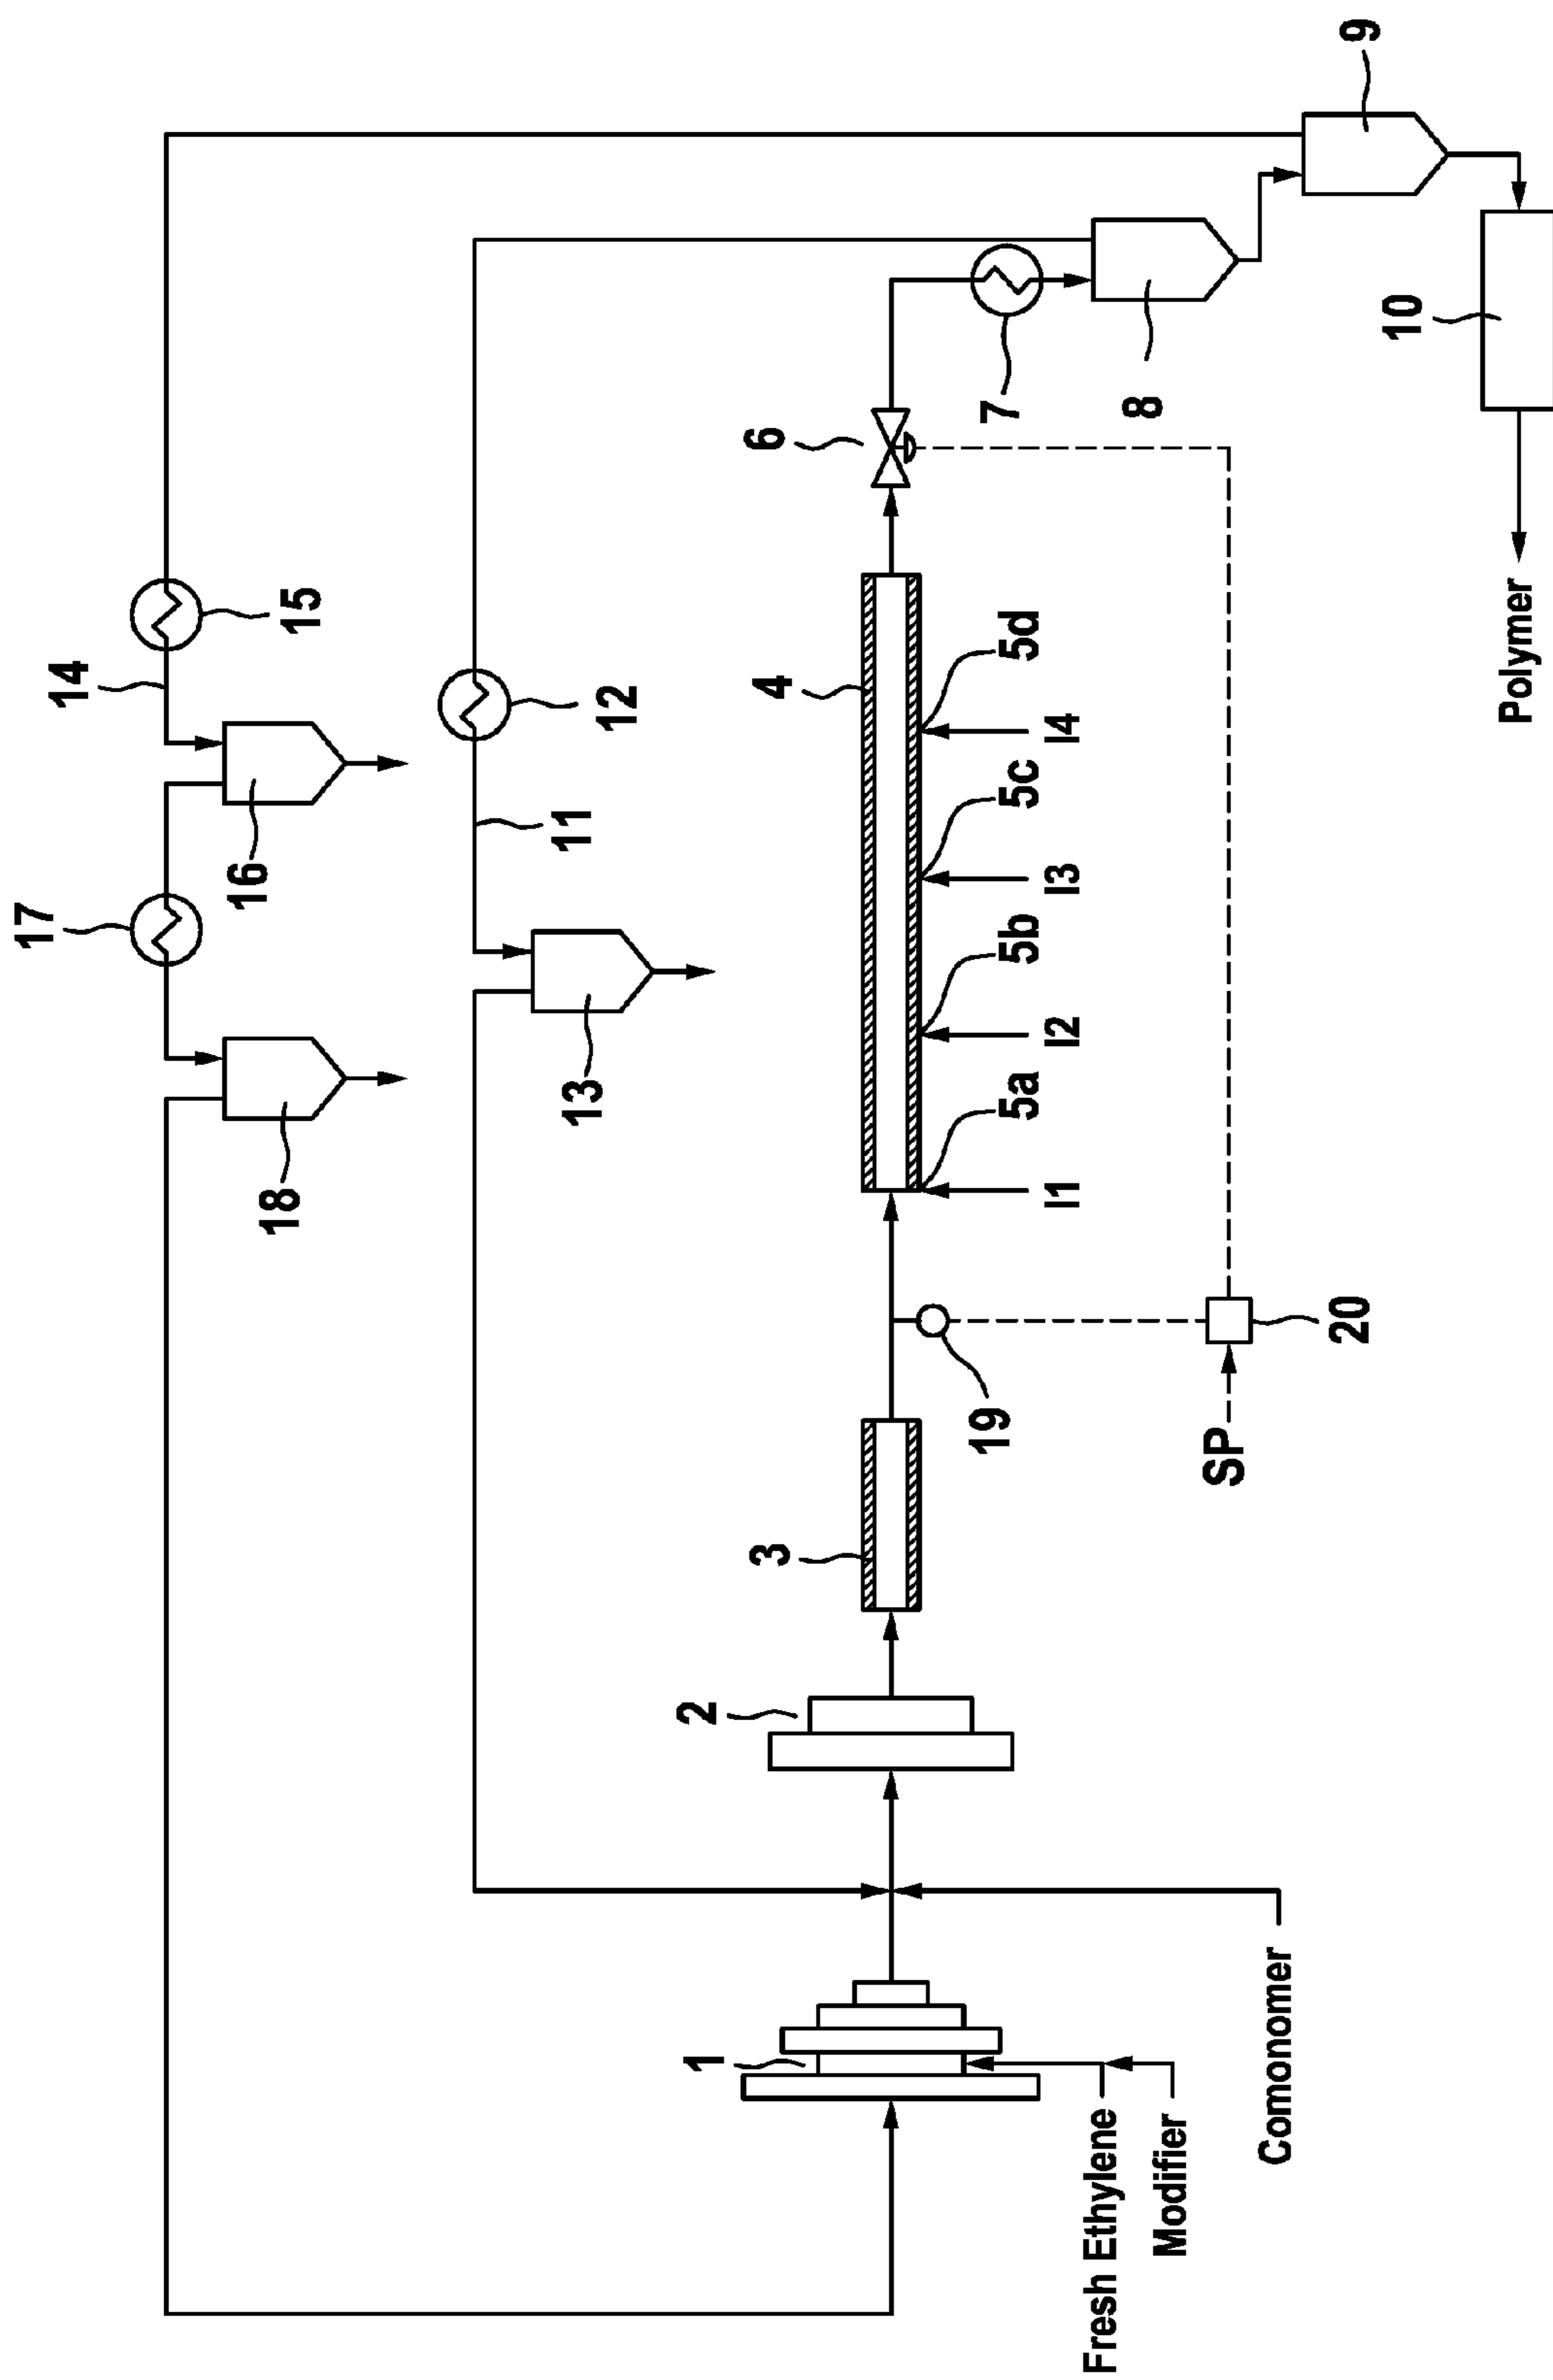 17
14
15
18
16
11
12
13
9
1
2
3
4
6
7
8
10
19
5a
5b
5c
5d
I1
I2
I3
I4
SP
20
Fresh Ethylene
Modifier
Comonomer
Polymer